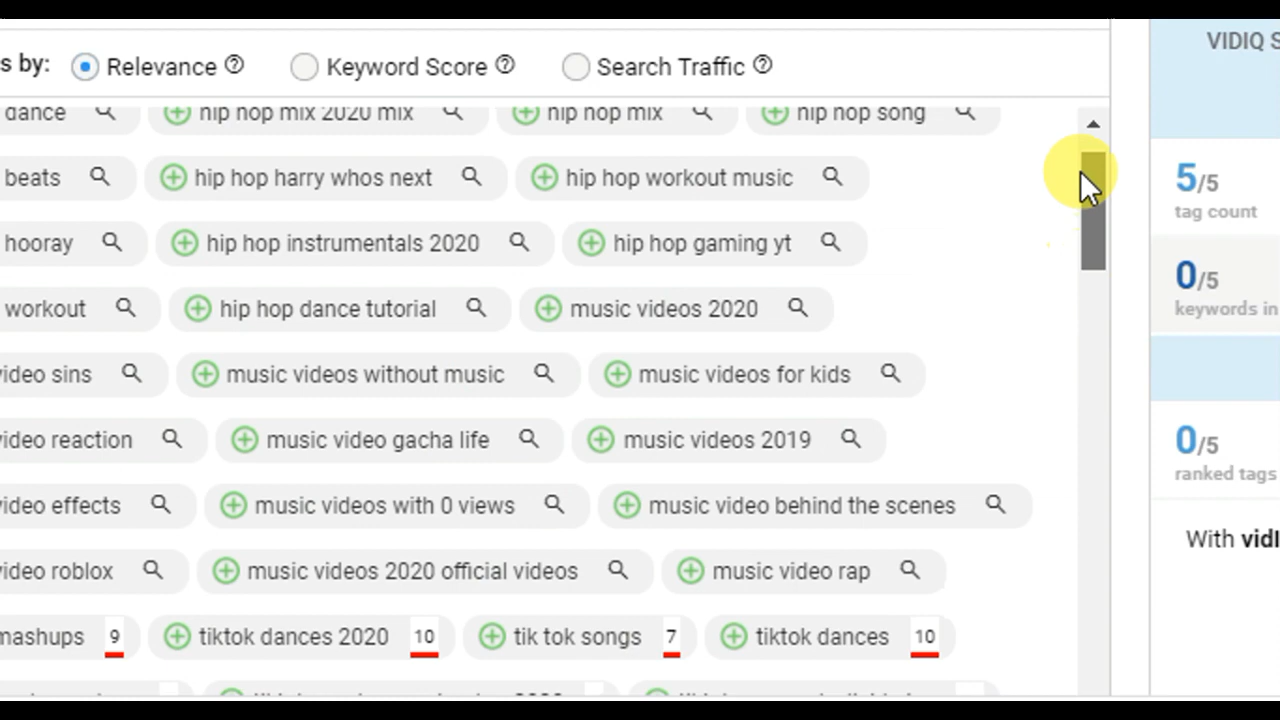 s by: Relevance Keyword Score Search Traffic
dance hip hop mix 2020 mix hip hop mix hip hop song
beats hip hop harry whos next hip hop workout music
hooray hip hop instrumentals 2020 hip hop gaming yt
workout hip hop dance tutorial music videos 2020
video sins music videos without music music videos for kids
video reaction music video gacha life music videos 2019
video effects music videos with 0 views music video behind the scenes
video roblox music videos 2020 official videos music video rap
mashups 9 tiktok dances 2020 10 tik tok songs 7 tiktok dances 10
VIDIQ S
5/5
tag count
0/5
keywords in
0/5
ranked tags
With vidI